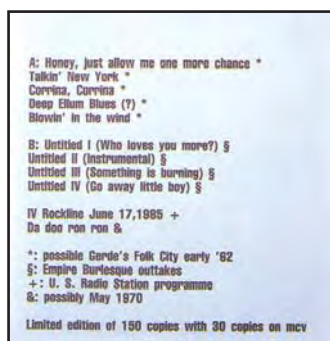 A: Honey, just allow me one more chance *
Talkin' New York *
Corrina, Corrina *
Deep Ellum Blues (?) *
Blowin' in the wind *
B: Untitled I (Who loves you more?) §
Untitled II (Instrumental) §
Untitled III (Something is burning) §
Untitled IV (Go away little boy) §
IV Rockline June 17,1985 +
Da doo ron ron &
*: possible Gerde's Folk City early '62
§: Empire Burlesque outtakes
+: U. S. Radio Station programme
&: possibly May 1970
Limited edition of 150 copies with 30 copies on mcv